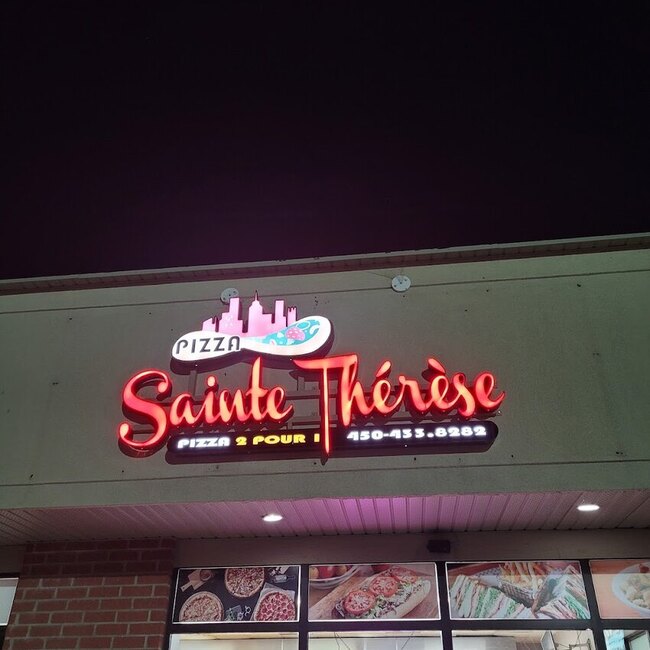 PIZZA
Sainte Thérèse
PIZZA 2 POUR 1 450-433.8282